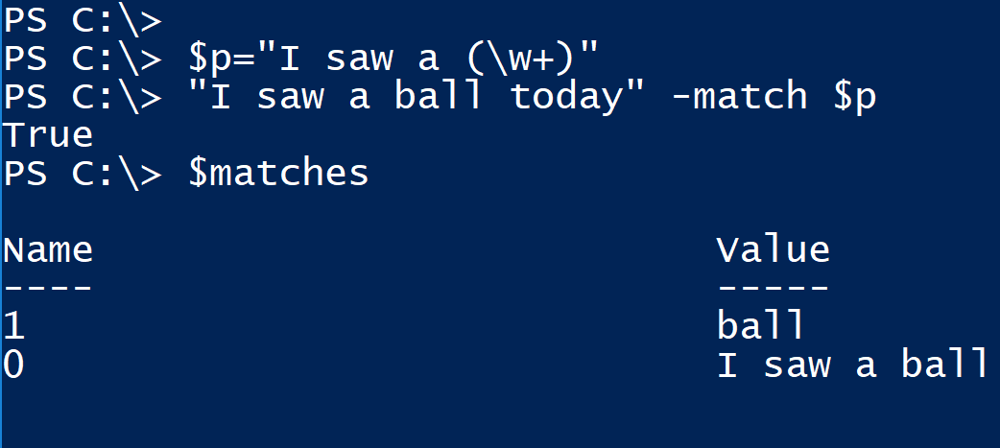 PS C:\>
PS C:\> $p="I saw a (\w+)"
PS C:\> "I saw a ball today" -match $p
True
PS C:\> $matches
Name Value
---- -----
1 ball
0 I saw a ball